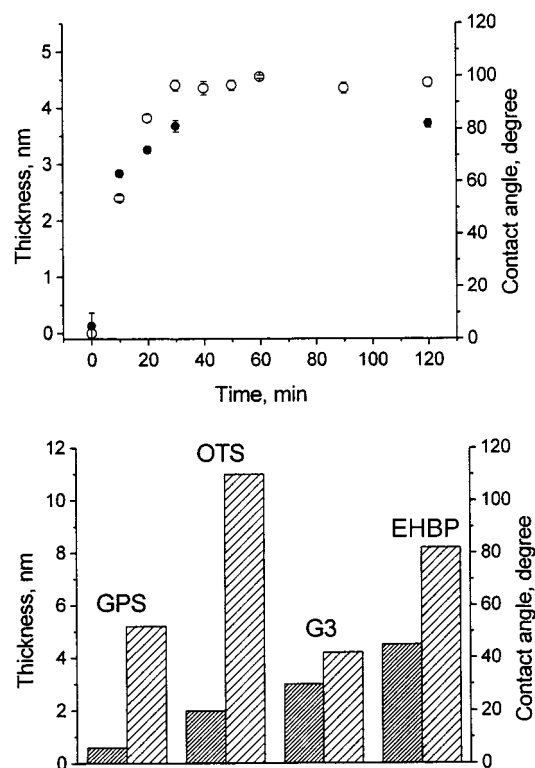 120
5
100
4
80
3
60
2
40
1
20
0
0
0 20 40 60 80 100 120
Thickness, nm
Contact angle, degree
Time, min
12
120
OTS
10
100
EHBP
8
80
GPS
6
60
G3
4
40
2
20
0
0
Thickness, nm
Contact angle, degree